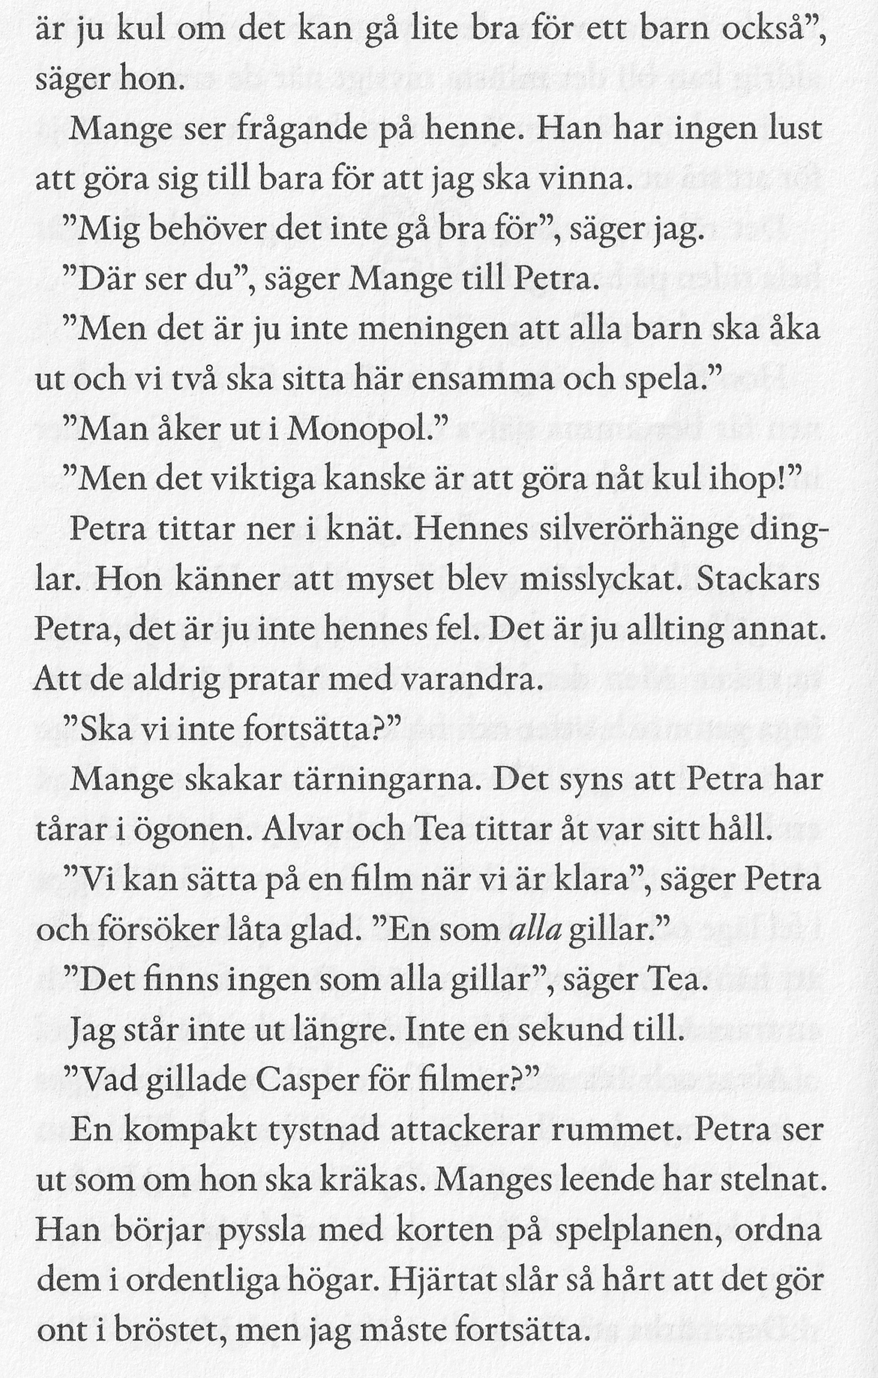 är ju kul om det kan gå lite bra för ett barn också”,
säger hon.
Mange ser frågande på henne. Han har ingen lust
att göra sig till bara för att jag ska vinna.
”Mig behöver det inte gå bra för”, säger jag.
”Där ser du”, säger Mange till Petra.
”Men det är ju inte meningen att alla barn ska åka
ut och vi två ska sitta här ensamma och spela.”
”Man åker ut i Monopol.”
”Men det viktiga kanske är att göra nåt kul ihop!”
Petra tittar ner i knät. Hennes silverörhänge ding-
lar. Hon känner att myset blev misslyckat. Stackars
Petra, det är ju inte hennes fel. Det är ju allting annat.
Att de aldrig pratar med varandra.
”Ska vi inte fortsätta?”
Mange skakar tärningarna. Det syns att Petra har
tårar i ögonen. Alvar och Tea tittar åt var sitt håll.
”Vi kan sätta på en film när vi är klara”, säger Petra
och försöker låta glad. ”En som alla gillar.”
”Det finns ingen som alla gillar”, säger Tea.
Jag står inte ut längre. Inte en sekund till.
”Vad gillade Casper för filmer?”
En kompakt tystnad attackerar rummet. Petra ser
ut som om hon ska kräkas. Manges leende har stelnat.
Han börjar pyssla med korten på spelplanen, ordna
dem i ordentliga högar. Hjärtat slår så hårt att det gör
ont i bröstet, men jag måste fortsätta.